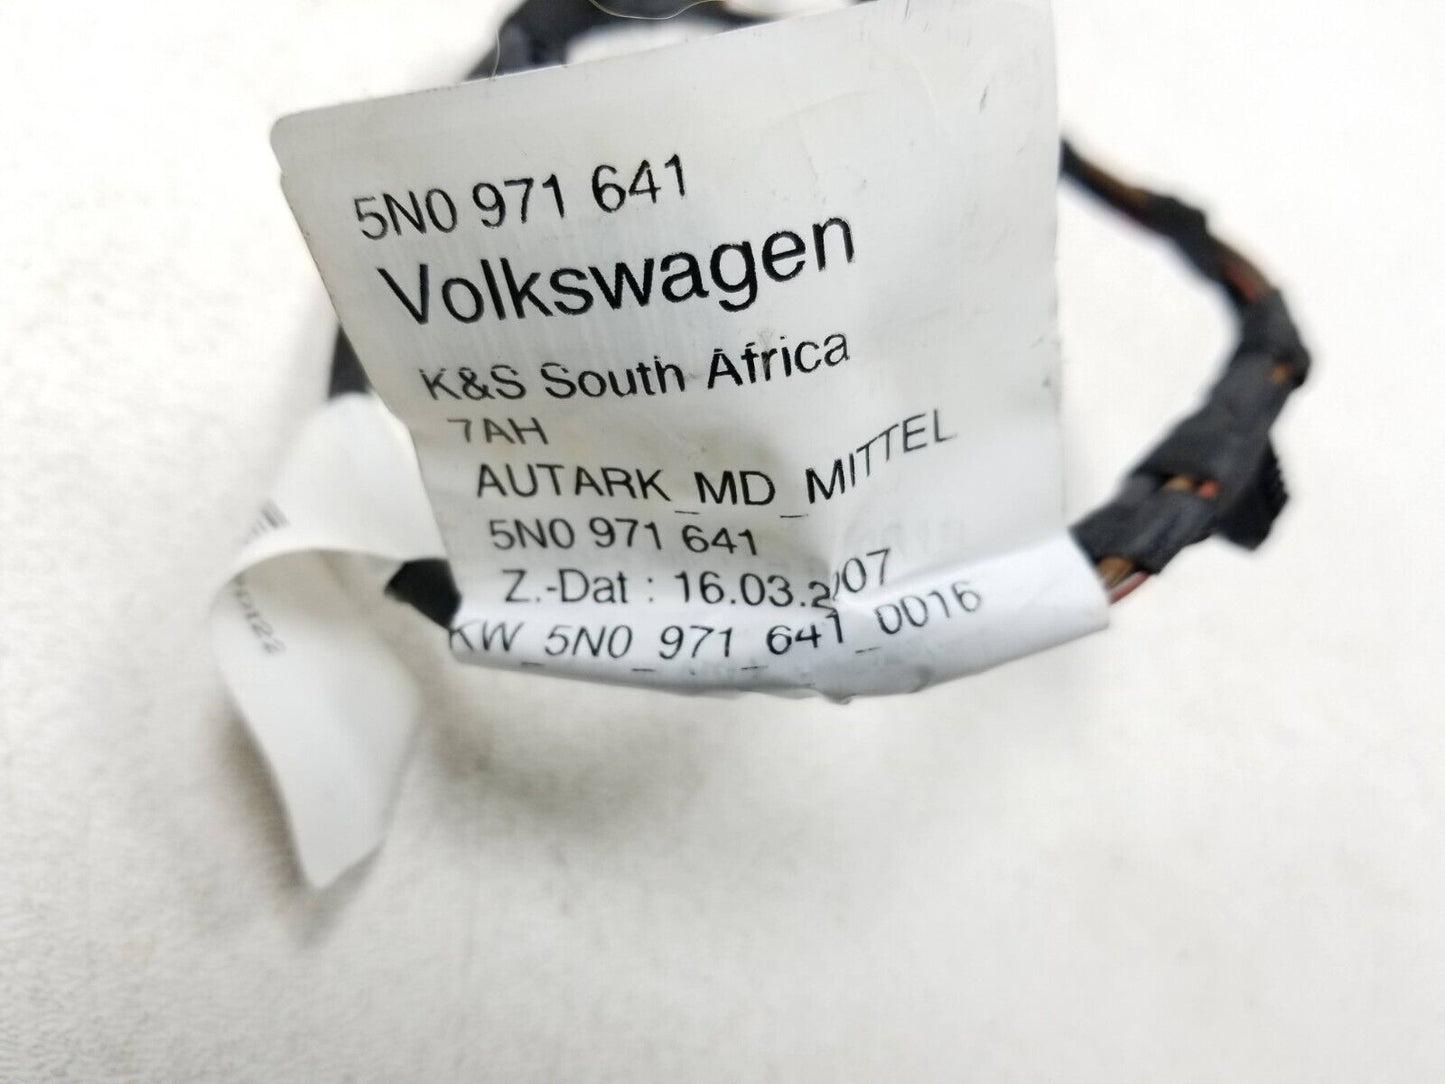 5N0 971 641
Volkswagen
K&S South Africa
7AH
AUTARK_MD_MITTEL
5N0 971 641
Z.-Dat : 16.03.2007
KW_5N0_971_641_0016